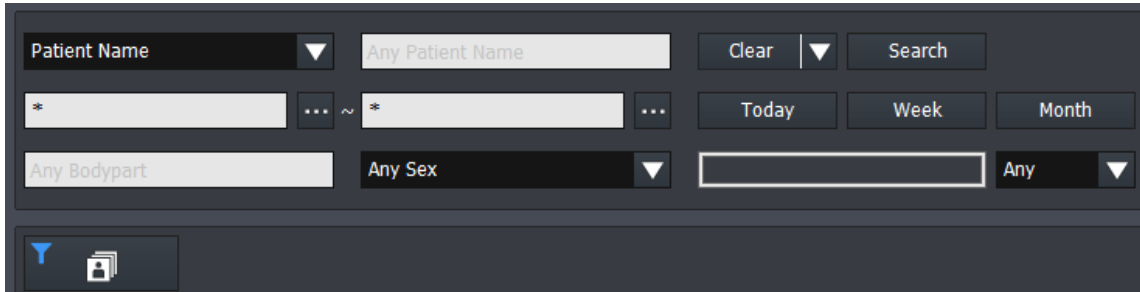 Patient Name Any Patient Name Clear Search
* ... ~ * ... Today Week Month
Any Bodypart Any Sex Any